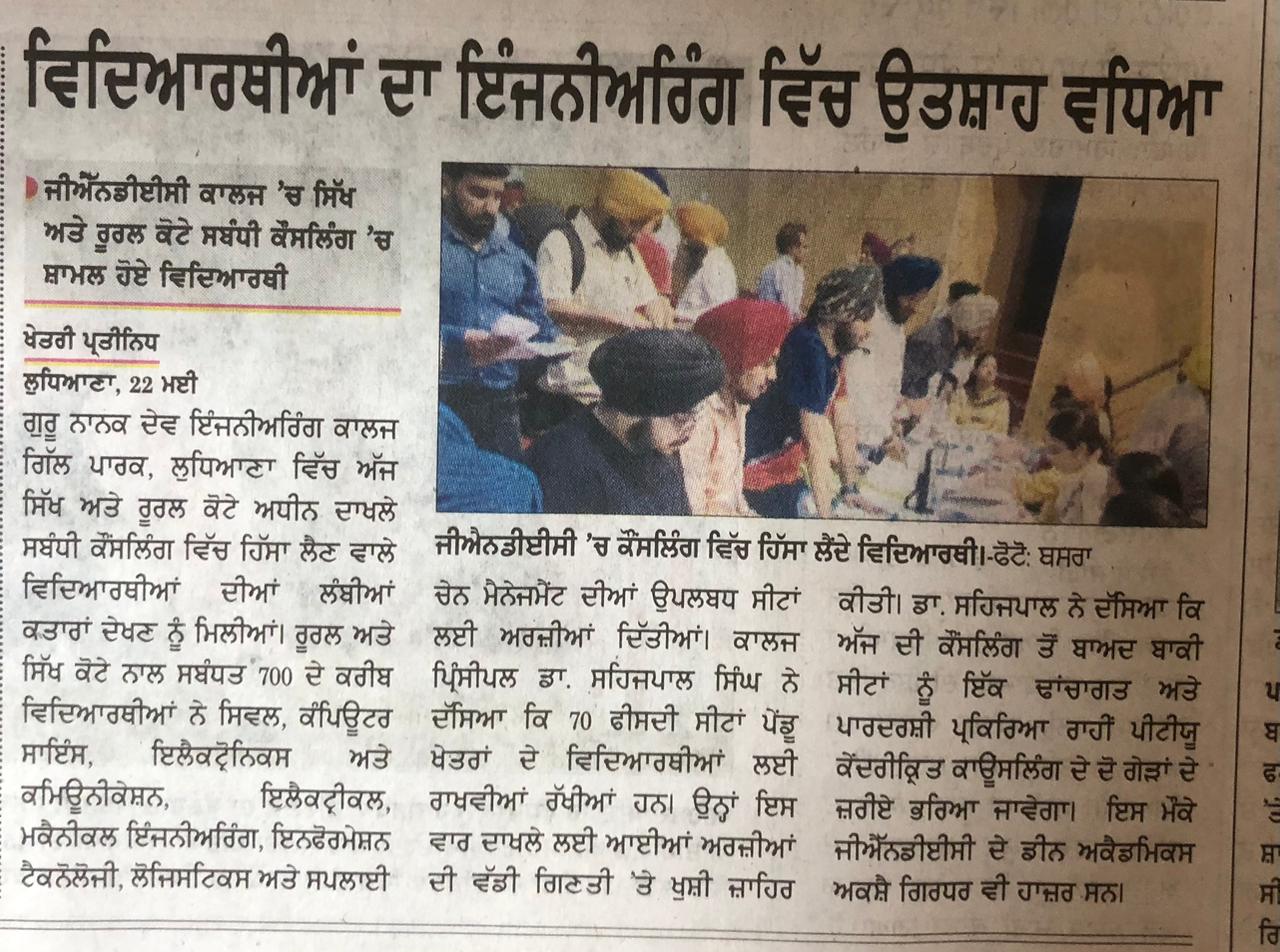 ਵਿਦਿਆਰਥੀਆਂ ਦਾ ਇੰਜਨੀਅਰਿੰਗ ਵਿੱਚ ਉਤਸ਼ਾਹ ਵਧਿਆ
ਜੀਐੱਨਡੀਈਸੀ ਕਾਲਜ ’ਚ ਸਿੱਖ
ਅਤੇ ਰੂਰਲ ਕੋਟੇ ਸਬੰਧੀ ਕੌਂਸਲਿੰਗ ’ਚ
ਸ਼ਾਮਲ ਹੋਏ ਵਿਦਿਆਰਥੀ
ਖੇਤਰੀ ਪ੍ਰਤੀਨਿਧ
ਲੁਧਿਆਣਾ, 22 ਮਈ
ਗੁਰੂ ਨਾਨਕ ਦੇਵ ਇੰਜਨੀਅਰਿੰਗ ਕਾਲਜ
ਗਿੱਲ ਪਾਰਕ, ਲੁਧਿਆਣਾ ਵਿੱਚ ਅੱਜ
ਸਿੱਖ ਅਤੇ ਰੂਰਲ ਕੋਟੇ ਅਧੀਨ ਦਾਖਲੇ
ਸਬੰਧੀ ਕੌਂਸਲਿੰਗ ਵਿੱਚ ਹਿੱਸਾ ਲੈਣ ਵਾਲੇ
ਵਿਦਿਆਰਥੀਆਂ ਦੀਆਂ ਲੰਬੀਆਂ
ਕਤਾਰਾਂ ਦੇਖਣ ਨੂੰ ਮਿਲੀਆਂ। ਰੂਰਲ ਅਤੇ
ਸਿੱਖ ਕੋਟੇ ਨਾਲ ਸਬੰਧਤ 700 ਦੇ ਕਰੀਬ
ਵਿਦਿਆਰਥੀਆਂ ਨੇ ਸਿਵਲ, ਕੰਪਿਊਟਰ
ਸਾਇੰਸ, ਇਲੈਕਟ੍ਰੋਨਿਕਸ ਅਤੇ
ਕਮਿਊਨੀਕੇਸ਼ਨ, ਇਲੈਕਟ੍ਰੀਕਲ,
ਮਕੈਨੀਕਲ ਇੰਜਨੀਅਰਿੰਗ, ਇਨਫੋਰਮੇਸ਼ਨ
ਟੈਕਨੋਲੋਜੀ, ਲੋਜਿਸਟਿਕਸ ਅਤੇ ਸਪਲਾਈ
ਜੀਐਨਡੀਈਸੀ ’ਚ ਕੌਂਸਲਿੰਗ ਵਿੱਚ ਹਿੱਸਾ ਲੈਂਦੇ ਵਿਦਿਆਰਥੀ।-ਫੋਟੋ: ਬਸਰਾ
ਚੇਨ ਮੈਨੇਜਮੈਂਟ ਦੀਆਂ ਉਪਲਬਧ ਸੀਟਾਂ
ਲਈ ਅਰਜ਼ੀਆਂ ਦਿੱਤੀਆਂ। ਕਾਲਜ
ਪ੍ਰਿੰਸੀਪਲ ਡਾ. ਸਹਿਜਪਾਲ ਸਿੰਘ ਨੇ
ਦੱਸਿਆ ਕਿ 70 ਫੀਸਦੀ ਸੀਟਾਂ ਪੇਂਡੂ
ਖੇਤਰਾਂ ਦੇ ਵਿਦਿਆਰਥੀਆਂ ਲਈ
ਰਾਖਵੀਆਂ ਰੱਖੀਆਂ ਹਨ। ਉਨ੍ਹਾਂ ਇਸ
ਵਾਰ ਦਾਖਲੇ ਲਈ ਆਈਆਂ ਅਰਜ਼ੀਆਂ
ਦੀ ਵੱਡੀ ਗਿਣਤੀ ’ਤੇ ਖੁਸ਼ੀ ਜ਼ਾਹਿਰ
ਕੀਤੀ। ਡਾ. ਸਹਿਜਪਾਲ ਨੇ ਦੱਸਿਆ ਕਿ
ਅੱਜ ਦੀ ਕੌਂਸਲਿੰਗ ਤੋਂ ਬਾਅਦ ਬਾਕੀ
ਸੀਟਾਂ ਨੂੰ ਇੱਕ ਢਾਂਚਾਗਤ ਅਤੇ
ਪਾਰਦਰਸ਼ੀ ਪ੍ਰਕਿਰਿਆ ਰਾਹੀਂ ਪੀਟੀਯੂ
ਕੇਂਦਰੀਕ੍ਰਿਤ ਕਾਊਸਲਿੰਗ ਦੇ ਦੋ ਗੇੜਾਂ ਦੇ
ਜ਼ਰੀਏ ਭਰਿਆ ਜਾਵੇਗਾ। ਇਸ ਮੌਕੇ
ਜੀਐੱਨਡੀਈਸੀ ਦੇ ਡੀਨ ਅਕੈਡਮਿਕਸ
ਅਕਸ਼ੈ ਗਿਰਧਰ ਵੀ ਹਾਜ਼ਰ ਸਨ।